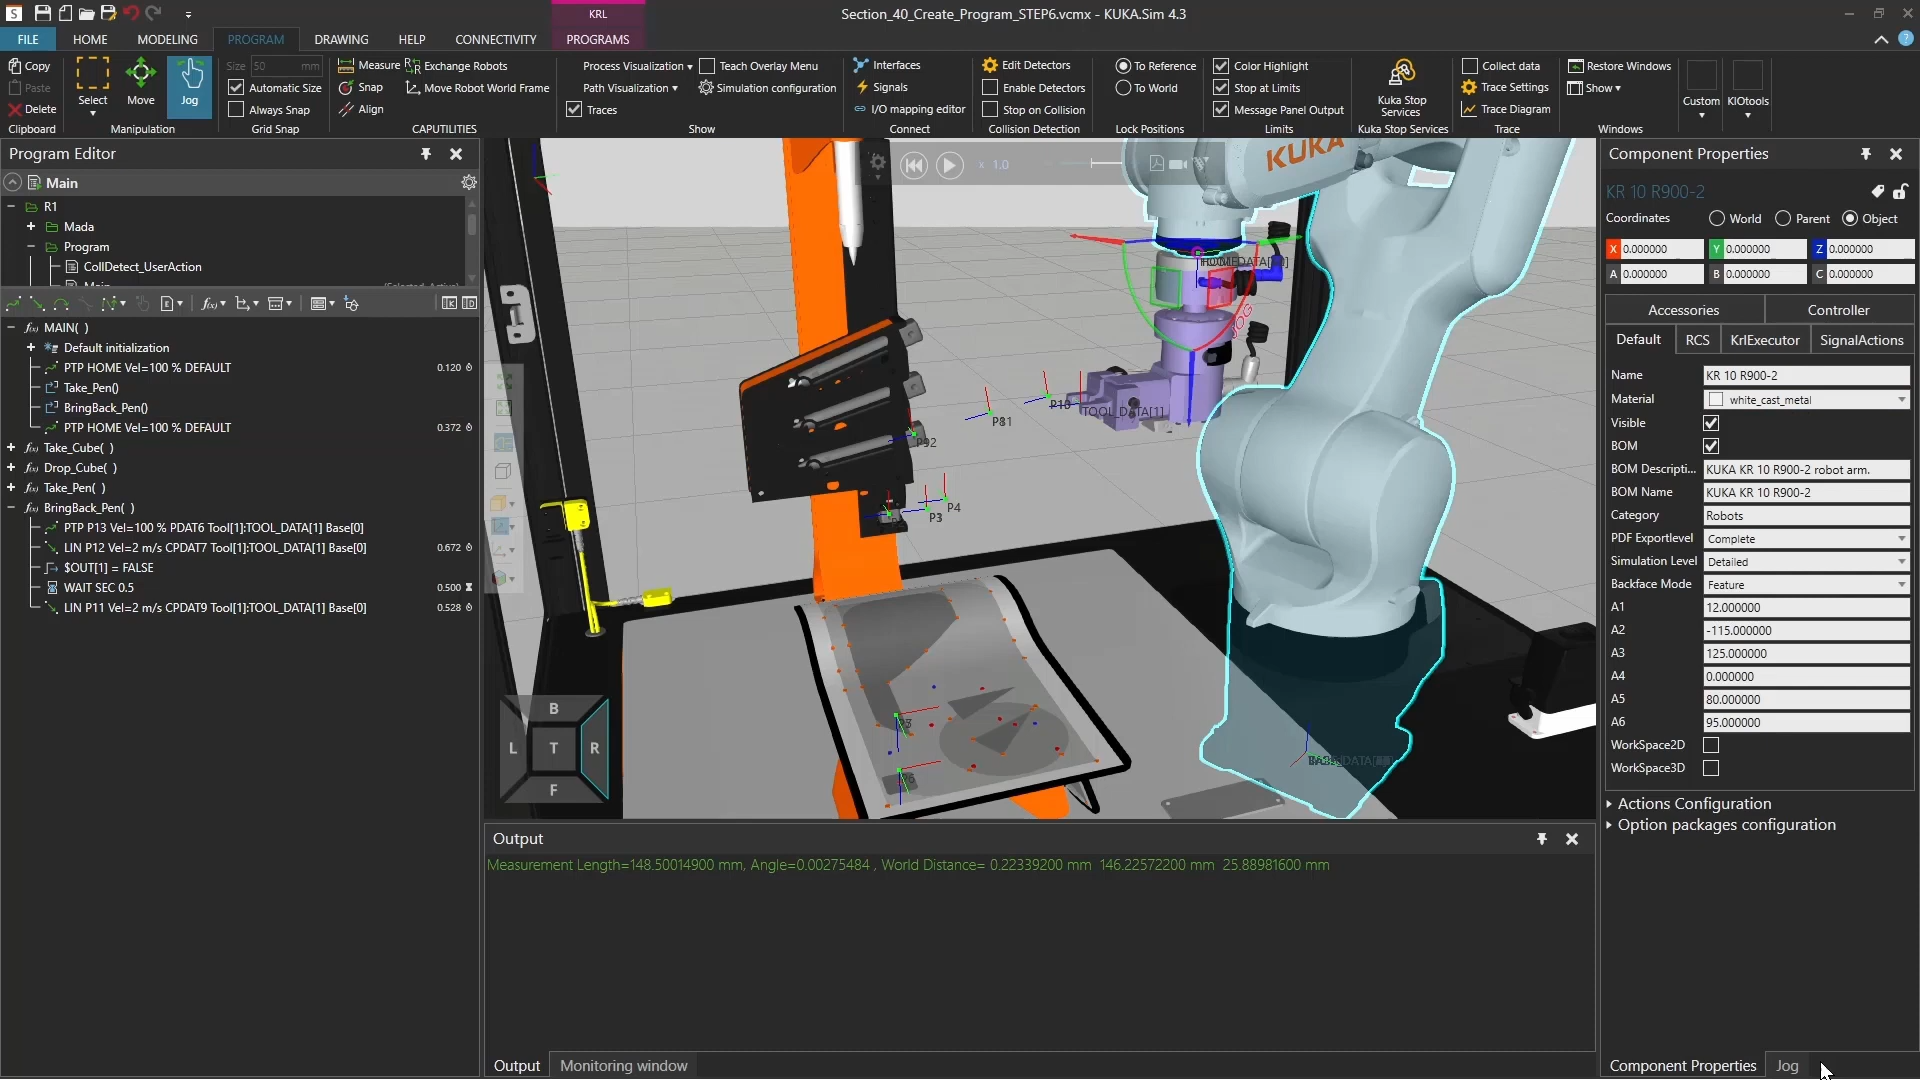 KRL
Section_40_Create_Program_STEP6.vcmx - KUKA.Sim 4.3
FILE HOME MODELING PROGRAM DRAWING HELP CONNECTIVITY PROGRAMS
Copy
Paste
Delete
Clipboard
Select
Move
Jog
Manipulation
Size 50 mm
Automatic Size
Always Snap
Grid Snap
Measure
Snap
Align
Exchange Robots
Move Robot World Frame
CAPUTILITIES
Process Visualization
Path Visualization
Traces
Teach Overlay Menu
Simulation configuration
Show
Interfaces
Signals
I/O mapping editor
Connect
Edit Detectors
Enable Detectors
Stop on Collision
Collision Detection
To Reference
To World
Lock Positions
Color Highlight
Stop at Limits
Message Panel Output
Limits
Kuka Stop
Services
Kuka Stop Services
Collect data
Trace Settings
Trace Diagram
Trace
Restore Windows
Show
Windows
Custom
KIOtools
Program Editor
Main
R1
Mada
Program
CollDetect_UserAction
MAIN( )
Default initialization
PTP HOME Vel=100 % DEFAULT 0.120
Take_Pen()
BringBack_Pen()
PTP HOME Vel=100 % DEFAULT 0.372
Take_Cube( )
Drop_Cube( )
Take_Pen( )
BringBack_Pen( )
PTP P13 Vel=100 % PDAT6 Tool[1]:TOOL_DATA[1] Base[0]
LIN P12 Vel=2 m/s CPDAT7 Tool[1]:TOOL_DATA[1] Base[0] 0.672
$OUT[1] = FALSE
WAIT SEC 0.5 0.500
LIN P11 Vel=2 m/s CPDAT9 Tool[1]:TOOL_DATA[1] Base[0] 0.528
x 1.0
KUKA
JOG
TOOL_DATA[1]
P92
P3
P4
B
L T R
F
Output
Measurement Length=148.50014900 mm, Angle=0.00275484 , World Distance= 0.22339200 mm 146.22572200 mm 25.88981600 mm
Output Monitoring window
Component Properties
KR 10 R900-2
Coordinates World Parent Object
X 0.000000 Y 0.000000 Z 0.000000
A 0.000000 B 0.000000 C 0.000000
Accessories Controller
Default RCS KrlExecutor SignalActions
Name KR 10 R900-2
Material white_cast_metal
Visible
BOM
BOM Descripti... KUKA KR 10 R900-2 robot arm.
BOM Name KUKA KR 10 R900-2
Category Robots
PDF Exportlevel Complete
Simulation Level Detailed
Backface Mode Feature
A1 12.000000
A2 -115.000000
A3 125.000000
A4 0.000000
A5 80.000000
A6 95.000000
WorkSpace2D
WorkSpace3D
Actions Configuration
Option packages configuration
Component Properties Jog